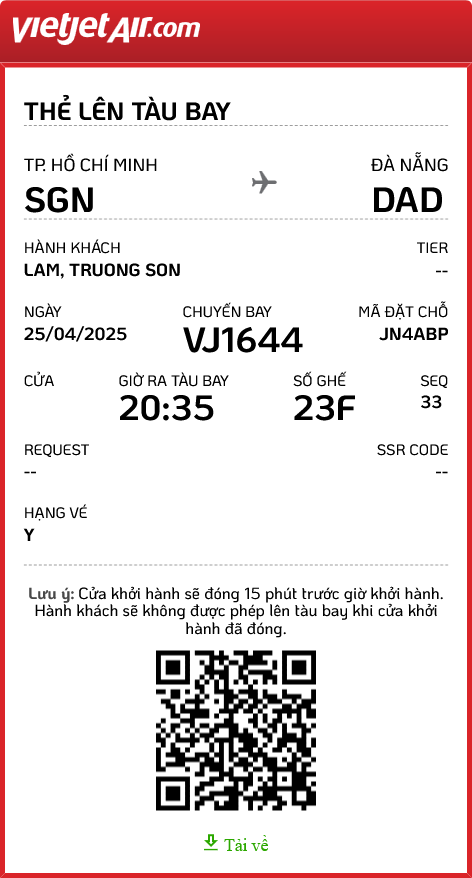 vietjetAir.com
THẺ LÊN TÀU BAY
TP. HỒ CHÍ MINH ĐÀ NẴNG
SGN DAD
HÀNH KHÁCH TIER
LAM, TRUONG SON --
NGÀY CHUYẾN BAY MÃ ĐẶT CHỖ
25/04/2025 VJ1644 JN4ABP
CỬA GIỜ RA TÀU BAY SỐ GHẾ SEQ
20:35 23F 33
REQUEST SSR CODE
-- --
HẠNG VÉ
Y
Lưu ý: Cửa khởi hành sẽ đóng 15 phút trước giờ khởi hành.
Hành khách sẽ không được phép lên tàu bay khi cửa khởi
hành đã đóng.
Tải về